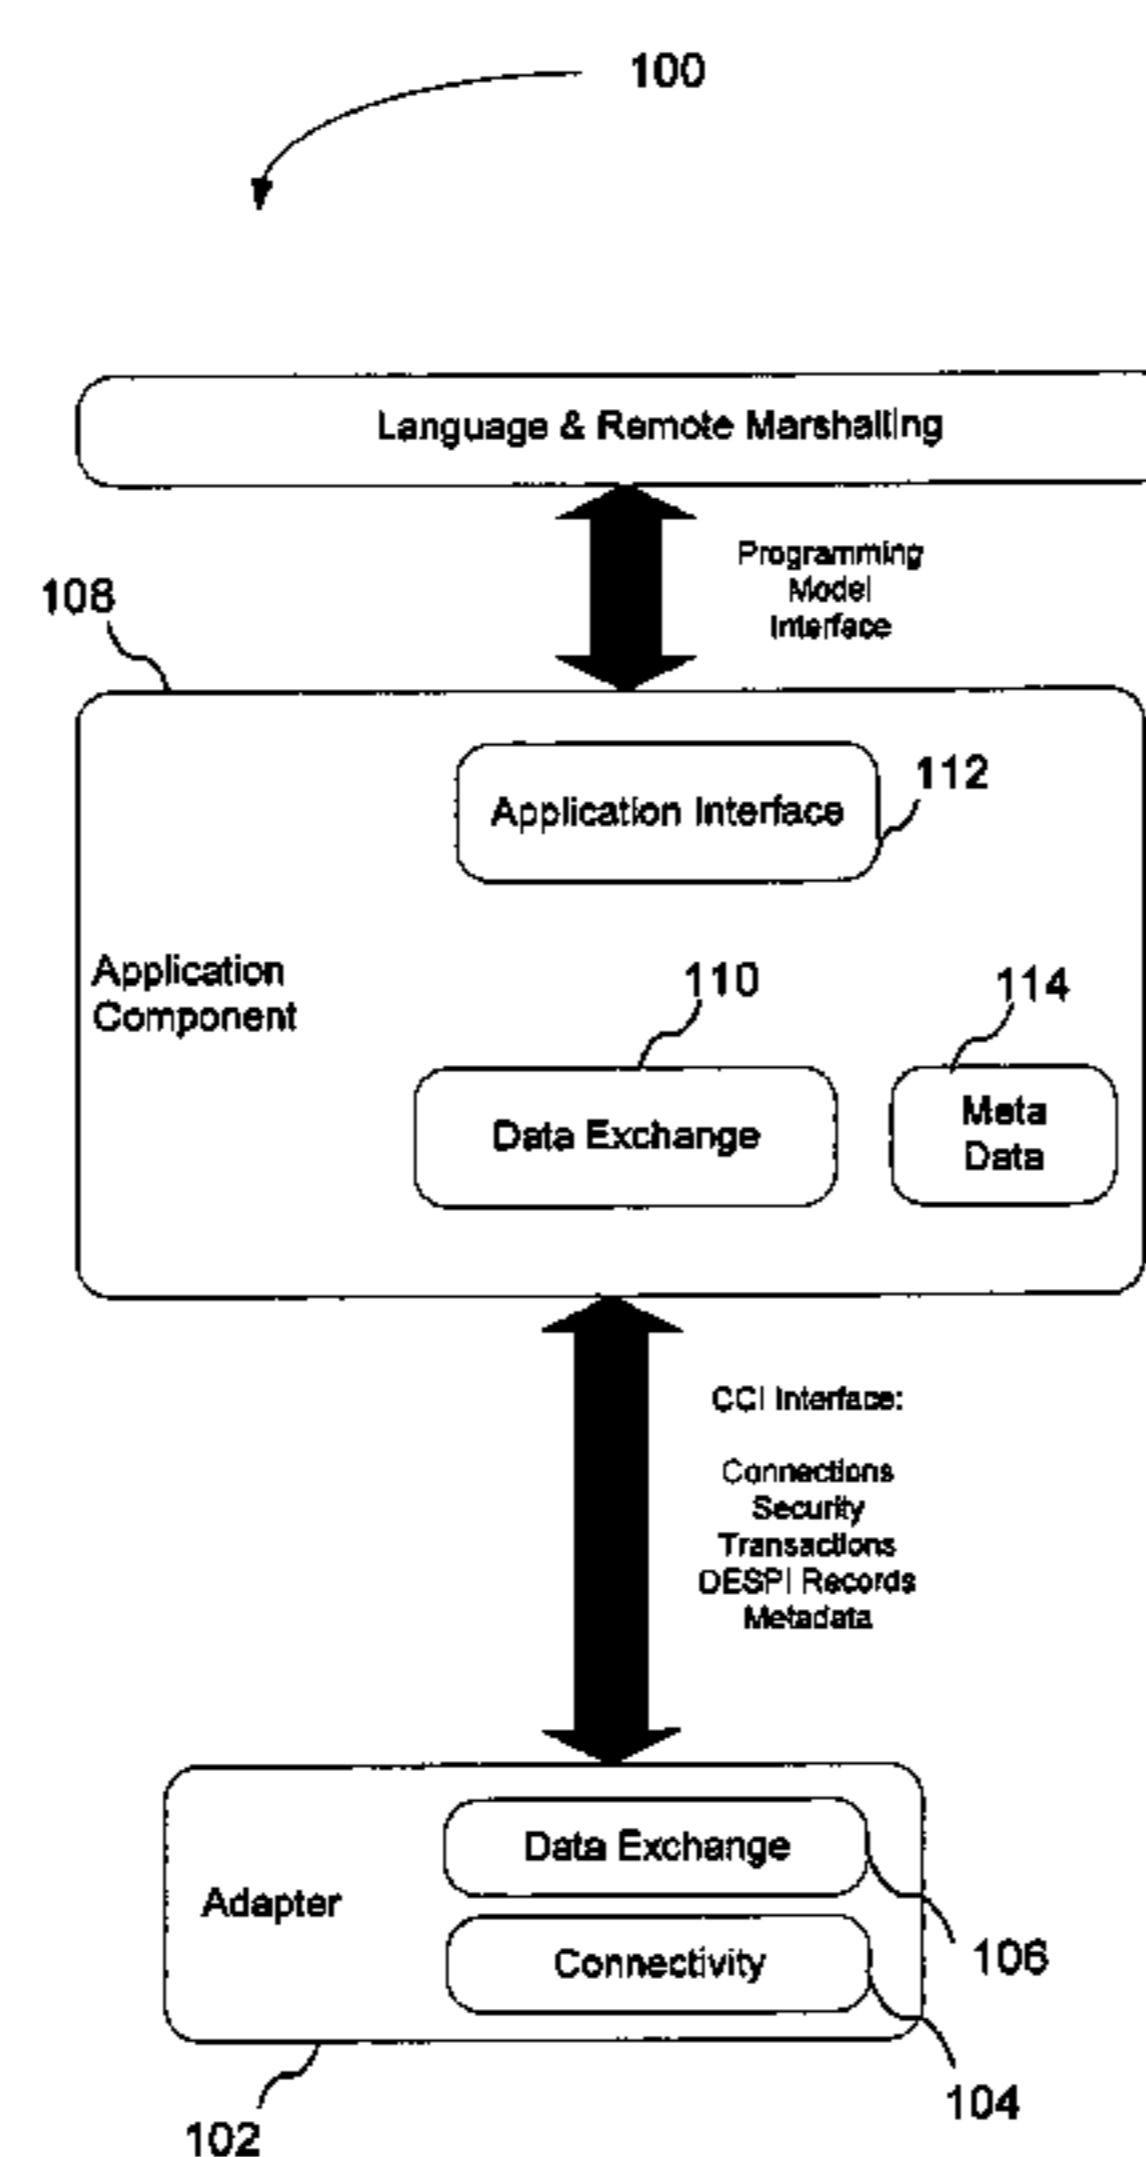 100
Language & Remote Marshalling
Programming
Model
Interface
108
Application Interface
112
Application
Component
110
114
Data Exchange
Meta
Data
CCI Interface:
Connections
Security
Transactions
DESPI Records
Metadata
Data Exchange
Adapter
Connectivity
106
104
102